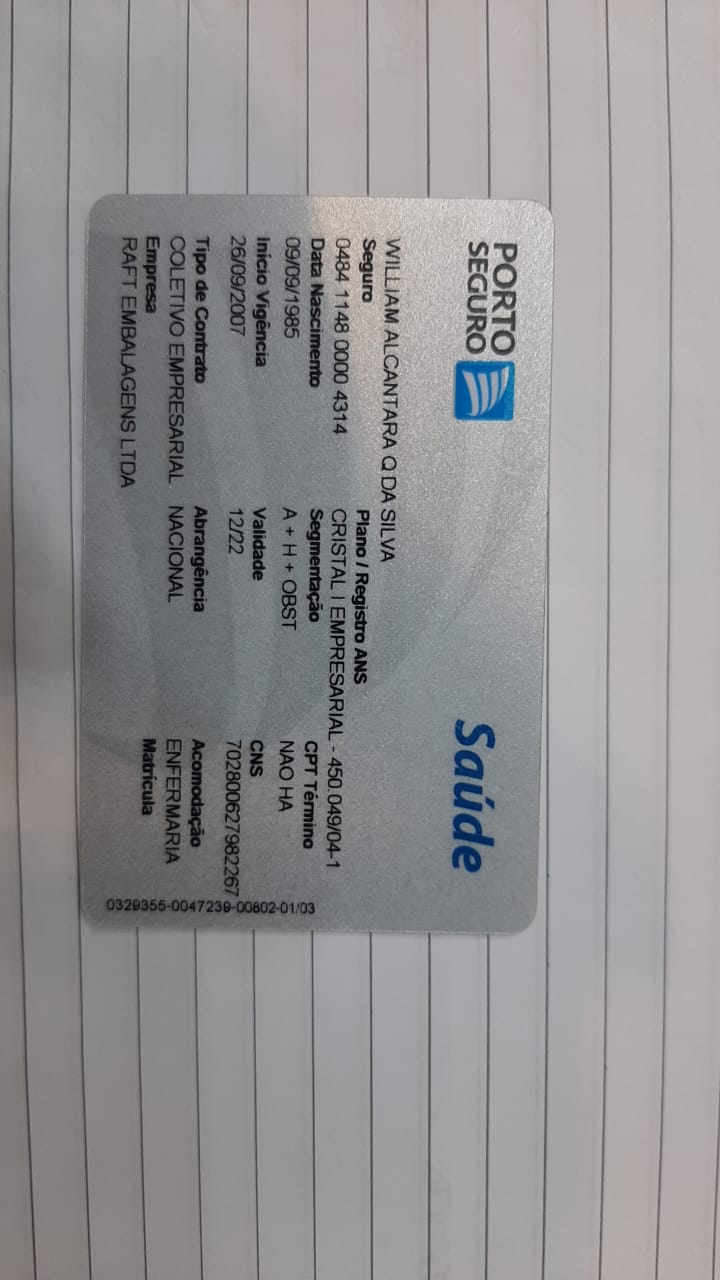 PORTO
SEGURO
Saúde
WILLIAM ALCANTARA Q DA SILVA
Seguro Plano / Registro ANS
0484 1148 0000 4314 CRISTAL I EMPRESARIAL - 450.049/04-1
Data Nascimento Segmentação CPT Término
09/09/1985 A + H + OBST NAO HA
Início Vigência Validade CNS
26/09/2007 12/22 702800627982267
Tipo de Contrato Abrangência Acomodação
COLETIVO EMPRESARIAL NACIONAL ENFERMARIA
Empresa Matrícula
RAFT EMBALAGENS LTDA
0329355-0047239-00802-01/03